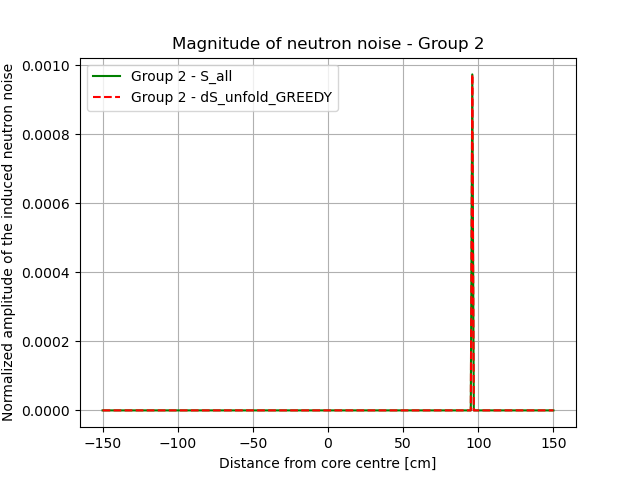 Magnitude of neutron noise - Group 2
Normalized amplitude of the induced neutron noise
0.0010
0.0008
0.0006
0.0004
0.0002
0.0000
Group 2 - S_all
Group 2 - dS_unfold_GREEDY
−150
−100
−50
0
50
100
150
Distance from core centre [cm]